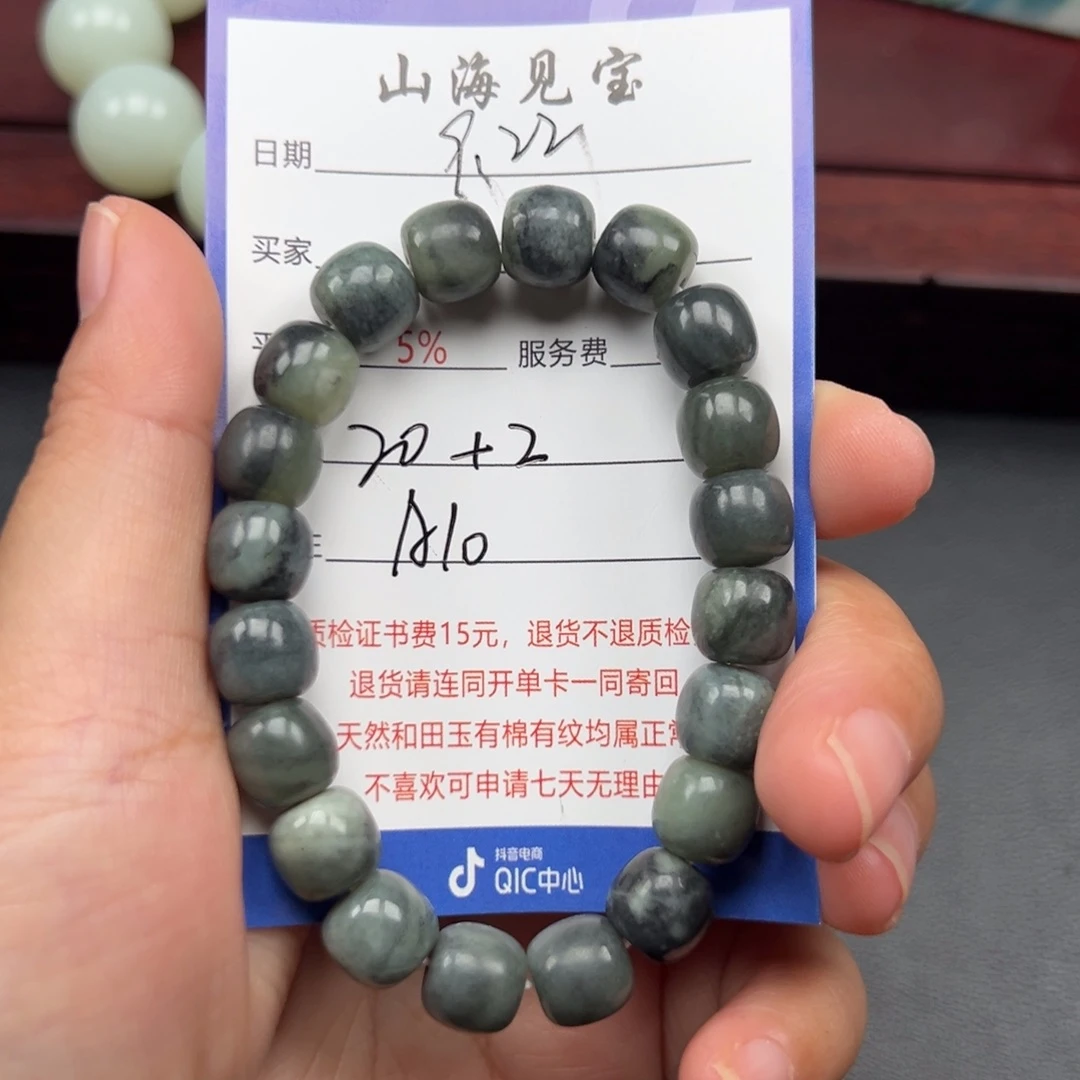 山海见宝
日期
买家
5% 服务费
20+2
A10
质检证书费15元，退货不退质检
退货请连同开单卡一同寄回
天然和田玉有棉有纹均属正常
不喜欢可申请七天无理由
抖音电商
QIC中心